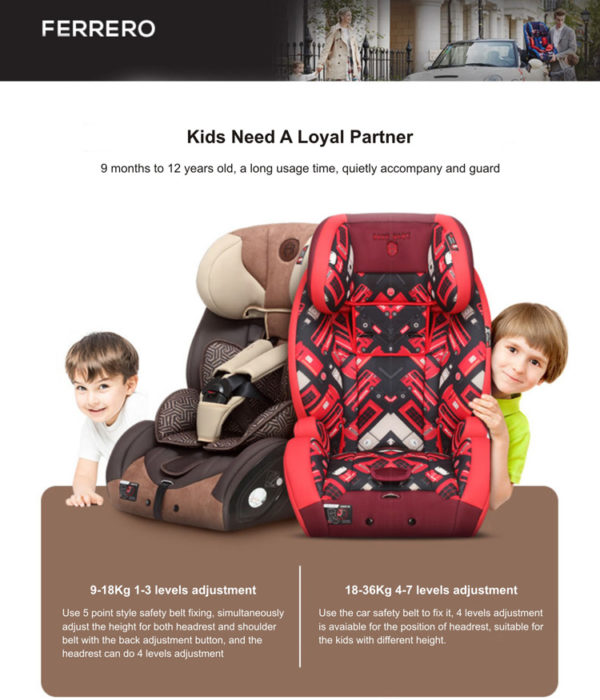 FERRERO
Kids Need A Loyal Partner
9 months to 12 years old, a long usage time, quietly accompany and guard
9-18Kg 1-3 levels adjustment
Use 5 point style safety belt fixing, simultaneously
adjust the height for both headrest and shoulder
belt with the back adjustment button, and the
headrest can do 4 levels adjustment
18-36Kg 4-7 levels adjustment
Use the car safety belt to fix it, 4 levels adjustment
is avaiable for the position of headrest, suitable for
the kids with different height.